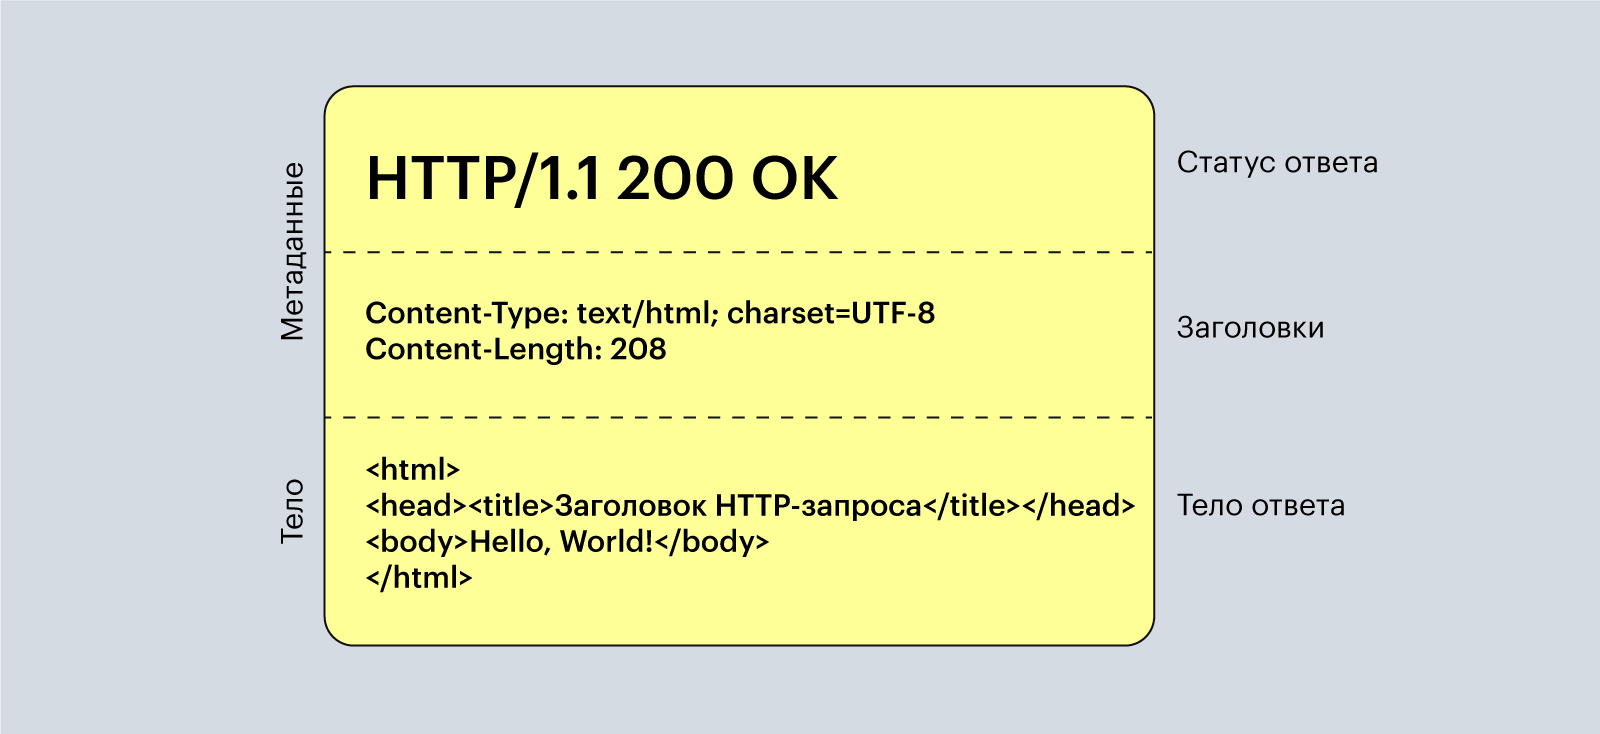 Метаданные
HTTP/1.1 200 OK
Статус ответа
Content-Type: text/html; charset=UTF-8
Content-Length: 208
Заголовки
Тело
<html>
<head><title>Заголовок HTTP-запроса</title></head>
<body>Hello, World!</body>
</html>
Тело ответа